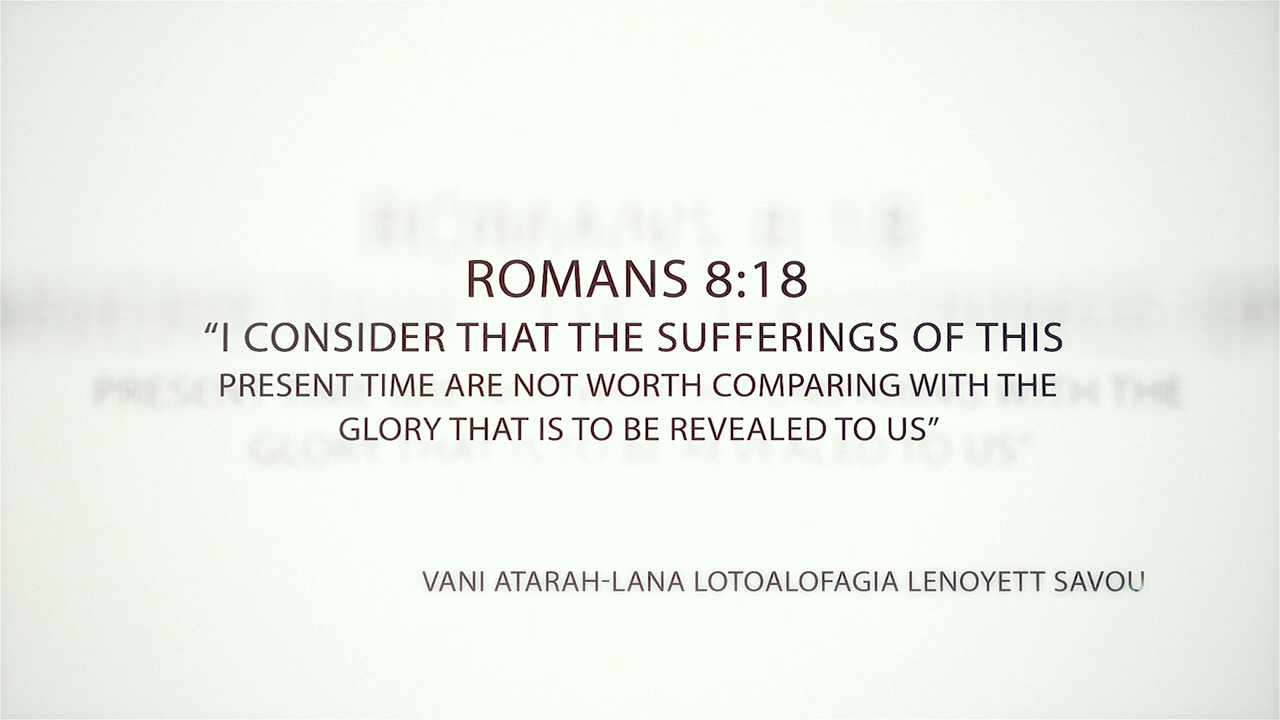 ROMANS 8:18
“I CONSIDER THAT THE SUFFERINGS OF THIS
PRESENT TIME ARE NOT WORTH COMPARING WITH THE
GLORY THAT IS TO BE REVEALED TO US”
VANI ATARAH-LANA LOTOALOFAGIA LENOYETT SAVOU